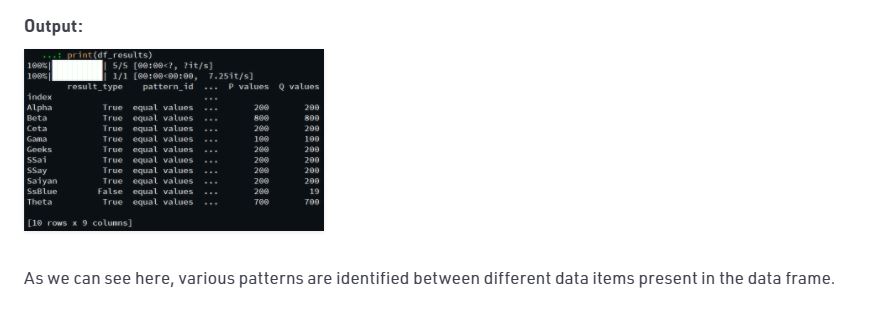 Output:
...: print(df_results)
100%| | 5/5 [00:00<?, ?it/s]
100%| | 1/1 [00:00<00:00, 7.25it/s]
result_type pattern_id ... P values Q values
index ...
Alpha True equal values ... 200 200
Beta True equal values ... 800 800
Ceta True equal values ... 200 200
Gama True equal values ... 100 100
Geeks True equal values ... 200 200
SSai True equal values ... 200 200
SSay True equal values ... 200 200
Saiyan True equal values ... 200 200
SsBlue False equal values ... 200 19
Theta True equal values ... 700 700
[10 rows x 9 columns]
As we can see here, various patterns are identified between different data items present in the data frame.